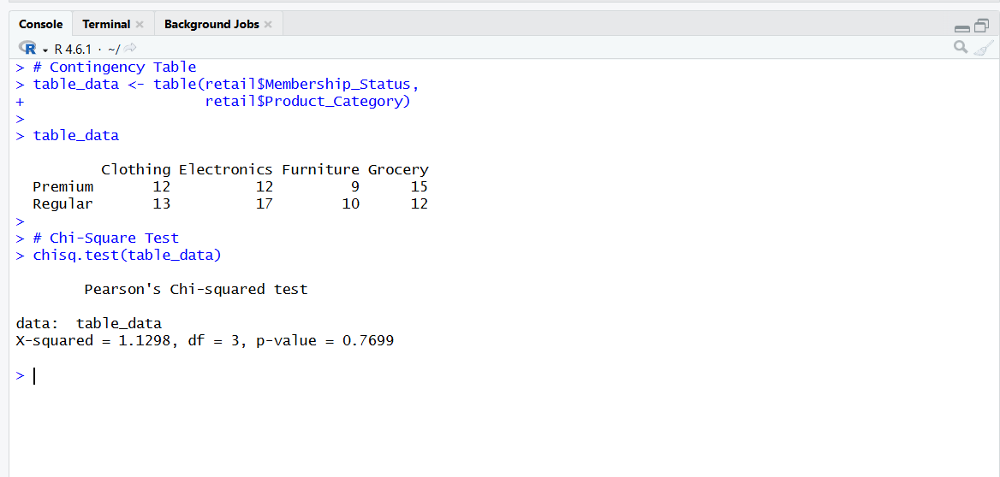 Console Terminal Background Jobs
R R 4.6.1 · ~/
> # Contingency Table
> table_data <- table(retail$Membership_Status,
+                      retail$Product_Category)
>
> table_data

          Clothing Electronics Furniture Grocery
  Premium       12          12         9      15
  Regular       13          17        10      12
>
> # Chi-Square Test
> chisq.test(table_data)

        Pearson's Chi-squared test

data:  table_data
X-squared = 1.1298, df = 3, p-value = 0.7699

>